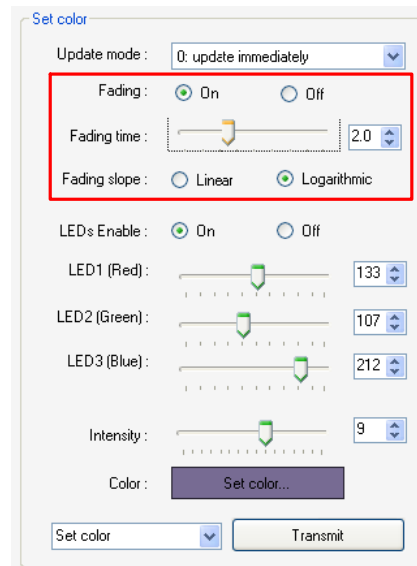 Set color
Update mode : 0: update immediately
Fading : On Off
Fading time : 2.0
Fading slope : Linear Logarithmic
LEDs Enable : On Off
LED1 (Red) : 133
LED2 (Green) : 107
LED3 (Blue) : 212
Intensity : 9
Color : Set color...
Set color Transmit